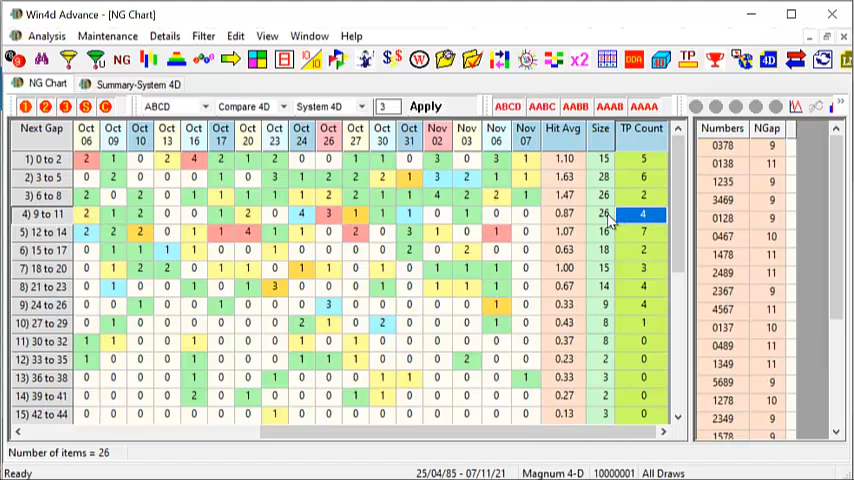 Win4d Advance - [NG Chart]
Analysis Maintenance Details Filter Edit View Window Help
NG 10/10 $$ W x2 DDA TP 4D
NG Chart Summary-System 4D
1 2 3 S C ABCD Compare 4D System 4D 3 Apply ABCD AABC AABB AAAB AAAA
Next Gap Oct 06 Oct 09 Oct 10 Oct 13 Oct 16 Oct 17 Oct 20 Oct 23 Oct 24 Oct 26 Oct 27 Oct 30 Oct 31 Nov 02 Nov 03 Nov 06 Nov 07 Hit Avg Size TP Count
1) 0 to 2 2 1 0 2 4 2 1 2 0 0 1 1 0 3 0 3 1 1.10 15 5
2) 3 to 5 0 2 0 0 0 1 0 3 1 2 2 2 1 3 2 1 1 1.63 28 6
3) 6 to 8 2 0 2 0 1 1 1 1 1 2 2 1 1 4 2 2 1 1.47 26 2
4) 9 to 11 2 1 2 0 0 1 2 0 4 3 1 1 1 0 1 0 0 0.87 26 4
5) 12 to 14 2 2 2 0 1 1 4 1 1 0 2 0 3 1 0 1 0 1.07 16 7
6) 15 to 17 0 1 1 1 1 0 0 1 0 0 0 0 2 0 2 0 0 0.63 18 2
7) 18 to 20 0 1 2 2 0 1 1 0 1 1 0 1 0 1 1 1 0 1.00 15 3
8) 21 to 23 0 1 0 0 1 0 1 3 0 0 0 1 0 1 1 1 0 0.67 14 4
9) 24 to 26 0 0 1 0 0 1 0 0 0 3 0 0 0 0 0 1 0 0.33 9 4
10) 27 to 29 0 1 0 0 0 0 0 0 2 1 0 2 0 0 0 1 0 0.43 8 1
11) 30 to 32 1 1 0 0 1 0 0 0 1 0 1 0 0 0 0 0 0 0.37 8 0
12) 33 to 35 1 0 0 0 1 0 0 0 1 1 1 0 0 0 2 0 0 0.23 2 0
13) 36 to 38 0 0 0 0 1 0 0 1 0 0 0 1 1 0 0 0 1 0.33 3 0
14) 39 to 41 0 0 0 0 2 0 1 0 0 0 1 1 0 0 0 0 0 0.27 2 0
15) 42 to 44 0 0 0 0 0 0 0 1 0 0 0 0 0 0 0 0 0 0.13 3 0
Numbers NGap
0378 9
0138 11
1235 9
3469 9
0128 9
0467 10
1478 11
2489 11
2367 9
4567 11
0137 10
0489 11
1349 11
5689 9
1278 10
2349 9
1578 9
Number of items = 26
Ready 25/04/85 - 07/11/21 Magnum 4-D 10000001 All Draws